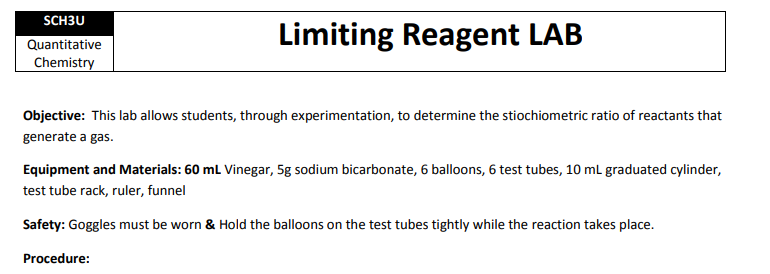 SCH3U
Quantitative
Chemistry
Limiting Reagent LAB
Objective: This lab allows students, through experimentation, to determine the stiochiometric ratio of reactants that
generate a gas.
Equipment and Materials: 60 mL Vinegar, 5g sodium bicarbonate, 6 balloons, 6 test tubes, 10 mL graduated cylinder,
test tube rack, ruler, funnel
Safety: Goggles must be worn & Hold the balloons on the test tubes tightly while the reaction takes place.
Procedure: